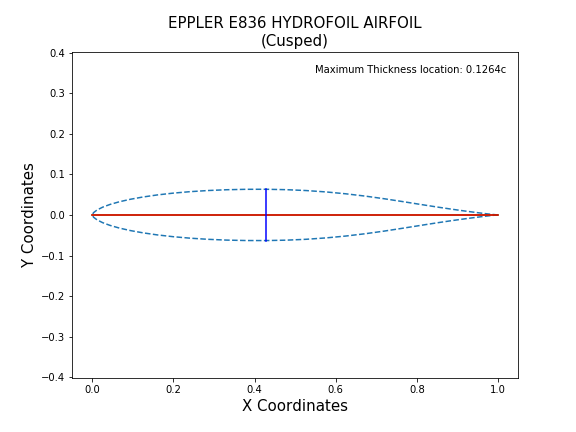 EPPLER E836 HYDROFOIL AIRFOIL
(Cusped)
Maximum Thickness location: 0.1264c
Y Coordinates
0.4
0.3
0.2
0.1
0.0
−0.1
−0.2
−0.3
−0.4
0.0 0.2 0.4 0.6 0.8 1.0
X Coordinates